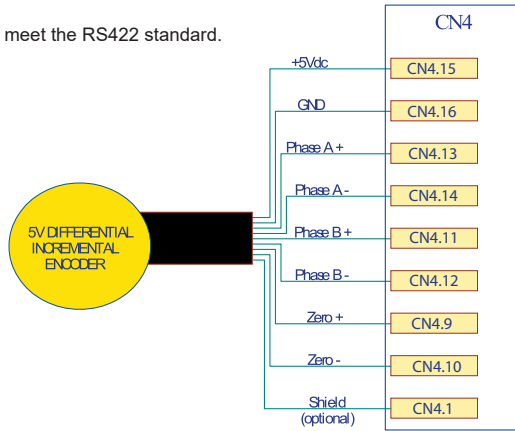 meet the RS422 standard.
CN4
+5Vdc
CN4.15
GND
CN4.16
Phase A +
CN4.13
Phase A -
CN4.14
Phase B +
CN4.11
Phase B -
CN4.12
Zero +
CN4.9
Zero -
CN4.10
Shield
(optional)
CN4.1
5V DIFFERENTIAL
INCREMENTAL
ENCODER